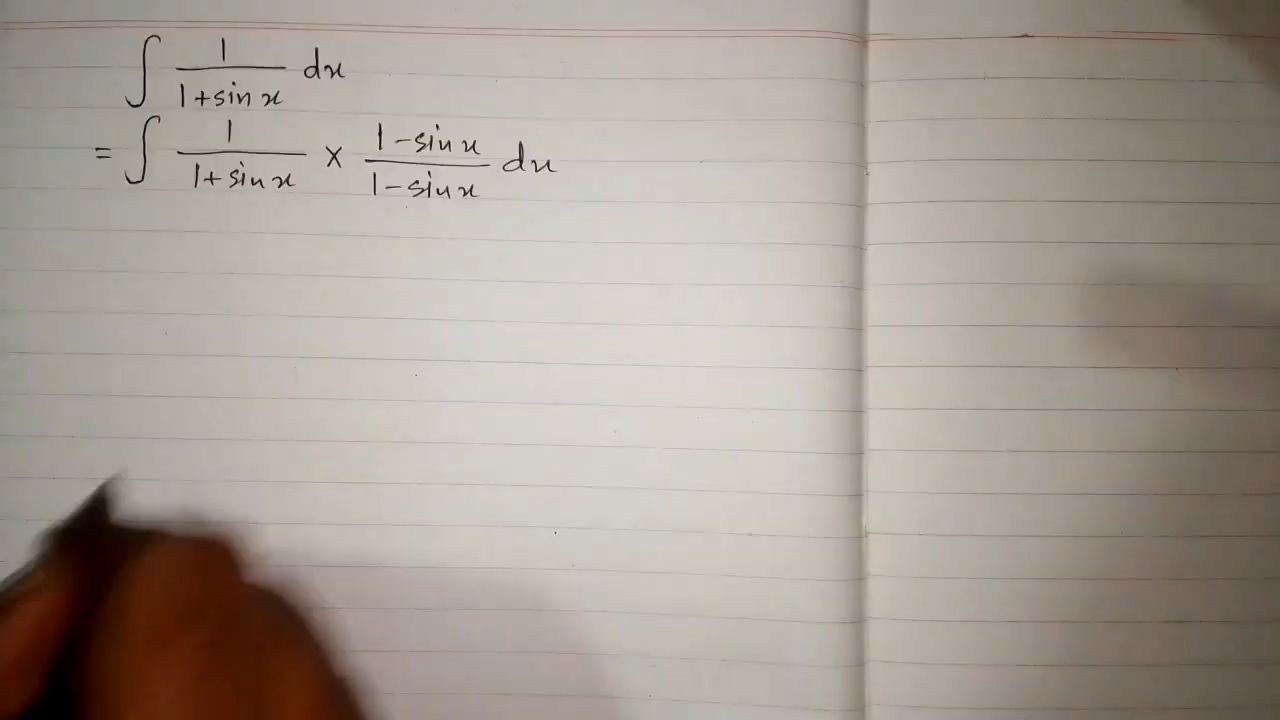 ∫ 1/(1+sin x) dx
= ∫ 1/(1+sin x) × (1-sin x)/(1-sin x) dx